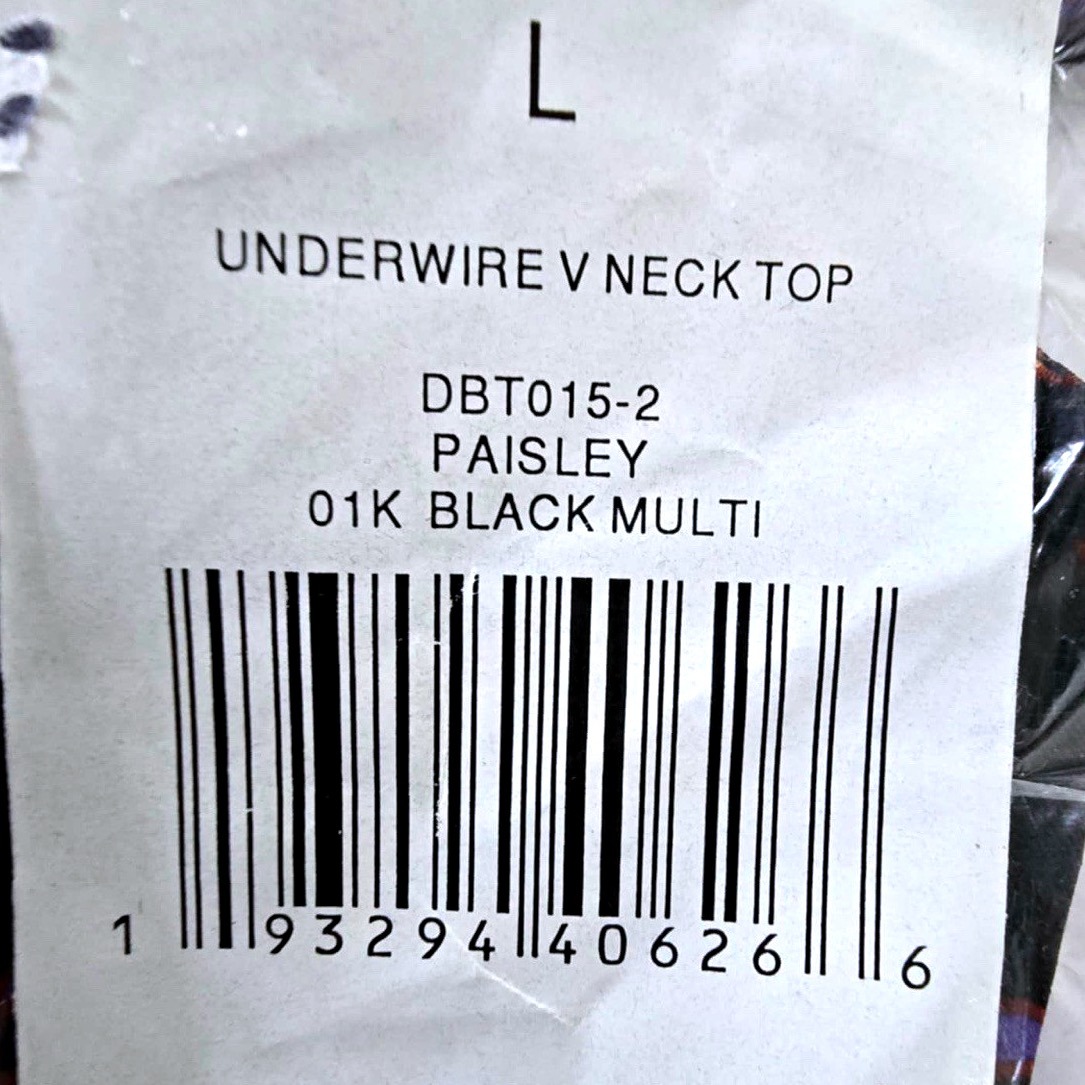 L
UNDERWIRE V NECK TOP
DBT015-2
PAISLEY
01K BLACK MULTI
1 93294 40626 6